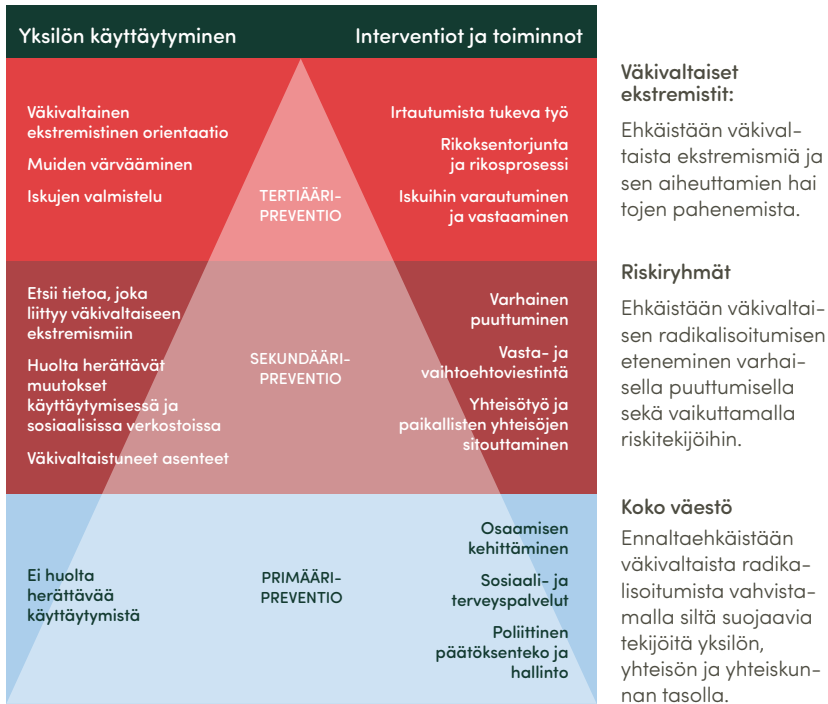 Yksilön käyttäytyminen
Interventiot ja toiminnot
Väkivaltainen
ekstremistinen orientaatio
Muiden värvääminen
Iskujen valmistelu
TERTIÄÄRI-
PREVENTIO
Irtautumista tukeva työ
Rikoksentorjunta
ja rikosprosessi
Iskuihin varautuminen
ja vastaaminen
Väkivaltaiset
ekstremistit:
Ehkäistään väkival-
taista ekstremismiä ja
sen aiheuttamien hai
tojen pahenemista.
Etsii tietoa, joka
liittyy väkivaltaiseen
ekstremismiin
Huolta herättävät
muutokset
käyttäytymisessä ja
sosiaalisissa verkostoissa
Väkivaltaistuneet asenteet
SEKUNDÄÄRI-
PREVENTIO
Varhainen
puuttuminen
Vasta- ja
vaihtoehtoviestintä
Yhteisötyö ja
paikallisten yhteisöjen
sitouttaminen
Riskiryhmät
Ehkäistään väkivaltai-
sen radikalisoitumisen
eteneminen varhai-
sella puuttumisella
sekä vaikuttamalla
riskitekijöihin.
Ei huolta
herättävää
käyttäytymistä
PRIMÄÄRI-
PREVENTIO
Osaamisen
kehittäminen
Sosiaali- ja
terveyspalvelut
Poliittinen
päätöksenteko ja
hallinto
Koko väestö
Ennaltaehkäistään
väkivaltaista radika-
lisoitumista vahvista-
malla siltä suojaavia
tekijöitä yksilön,
yhteisön ja yhteiskun-
nan tasolla.